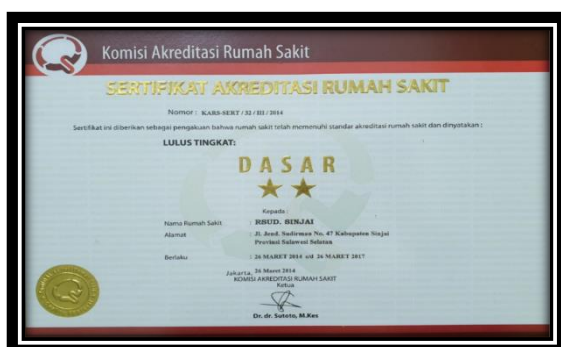 Komisi Akreditasi Rumah Sakit
SERTIFIKAT AKREDITASI RUMAH SAKIT
Nomor : KARS-SERT / 32 / III / 2014
Sertifikat ini diberikan sebagai pengakuan bahwa rumah sakit telah memenuhi standar akreditasi rumah sakit dan dinyatakan :
LULUS TINGKAT:
DASAR
Kepada :
Nama Rumah Sakit : RSUD. SINJAI
Alamat : Jl. Jend. Sudirman No. 47 Kabupaten Sinjai
Provinsi Sulawesi Selatan
Berlaku : 26 MARET 2014 s/d 26 MARET 2017
Jakarta, 26 Maret 2014
KOMISI AKREDITASI RUMAH SAKIT
Ketua
Dr. dr. Sutoto, M.Kes